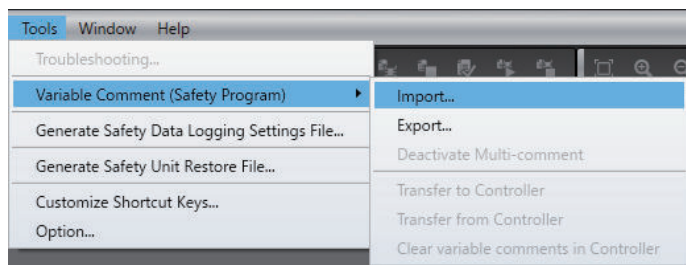 Tools Window Help
Troubleshooting...
Variable Comment (Safety Program)
Generate Safety Data Logging Settings File...
Generate Safety Unit Restore File...
Customize Shortcut Keys...
Option...
Import...
Export...
Deactivate Multi-comment
Transfer to Controller
Transfer from Controller
Clear variable comments in Controller